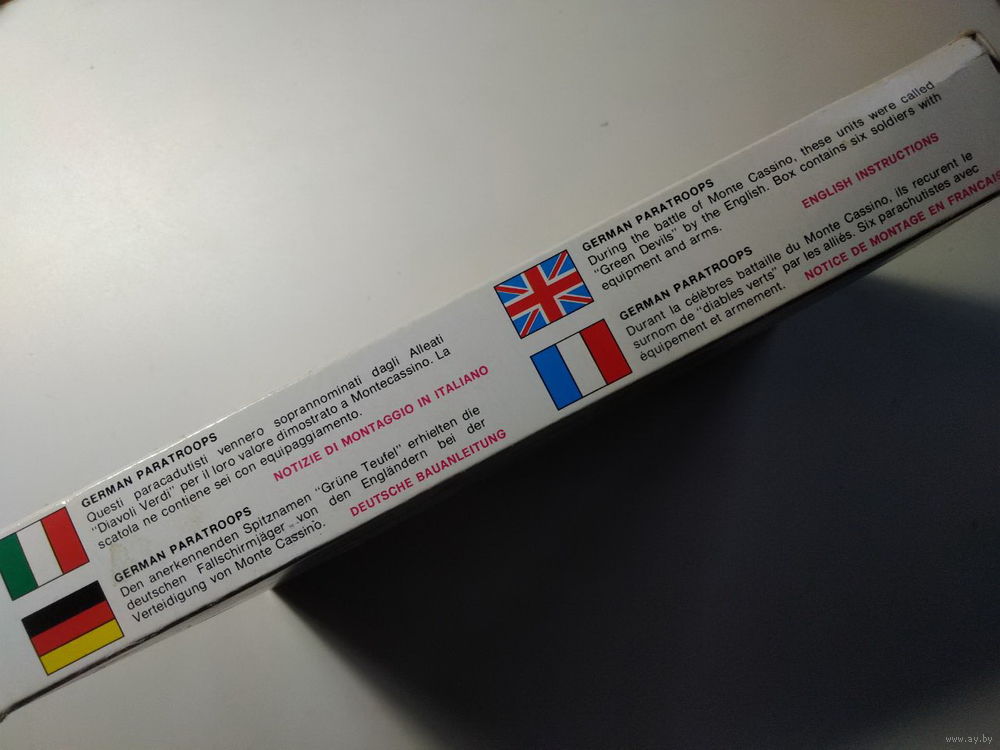 GERMAN PARATROOPS
Questi paracadutisti vennero soprannominati dagli Alleati
"Diavoli Verdi" per il loro valore dimostrato a Montecassino. La
scatola ne contiene sei con equipaggiamento.
NOTIZIE DI MONTAGGIO IN ITALIANO
GERMAN PARATROOPS
Den anerkennenden Spitznamen "Grüne Teufel" erhielten die
deutschen Fallschirmjäger von den Engländern bei der
Verteidigung von Monte Cassino.
DEUTSCHE BAUANLEITUNG
GERMAN PARATROOPS
During the battle of Monte Cassino, these units were called
"Green Devils" by the English. Box contains six soldiers with
equipment and arms.
ENGLISH INSTRUCTIONS
GERMAN PARATROOPS
Durant la célèbres battaille du Monte Cassino, ils recurent le
surnom de "diables verts" par les alliés. Six parachutistes avec
équipement et armement.
NOTICE DE MONTAGE EN FRANCAIS
www.ay.by